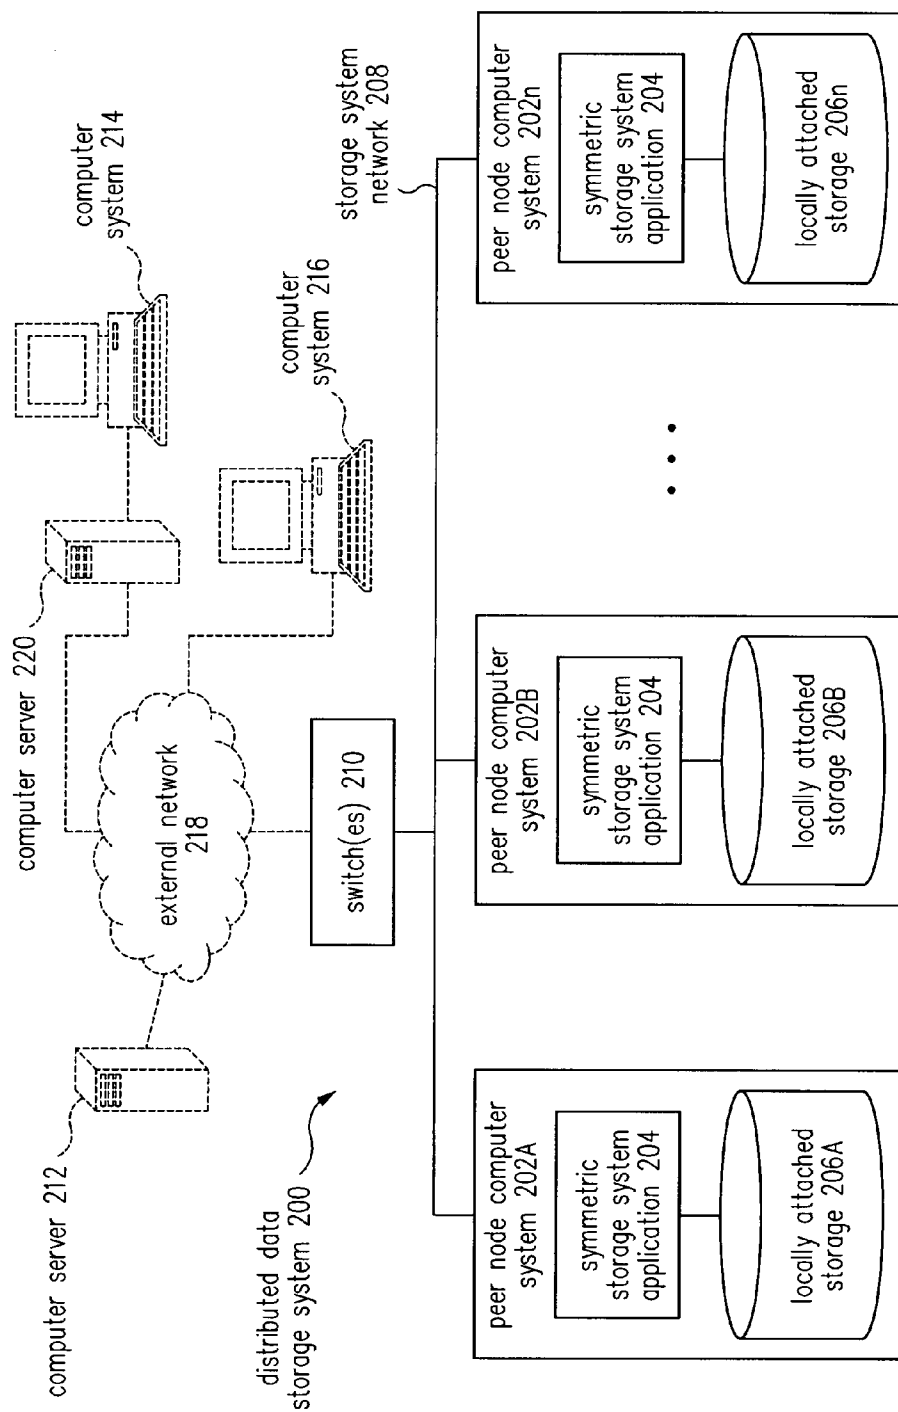 computer server 212
computer server 220
computer
system 214
external network
218
computer
system 216
distributed data
storage system 200
switch(es) 210
storage system
network 208
peer node computer
system 202A
symmetric
storage system
application 204
locally attached
storage 206A
peer node computer
system 202B
symmetric
storage system
application 204
locally attached
storage 206B
peer node computer
system 202n
symmetric
storage system
application 204
locally attached
storage 206n